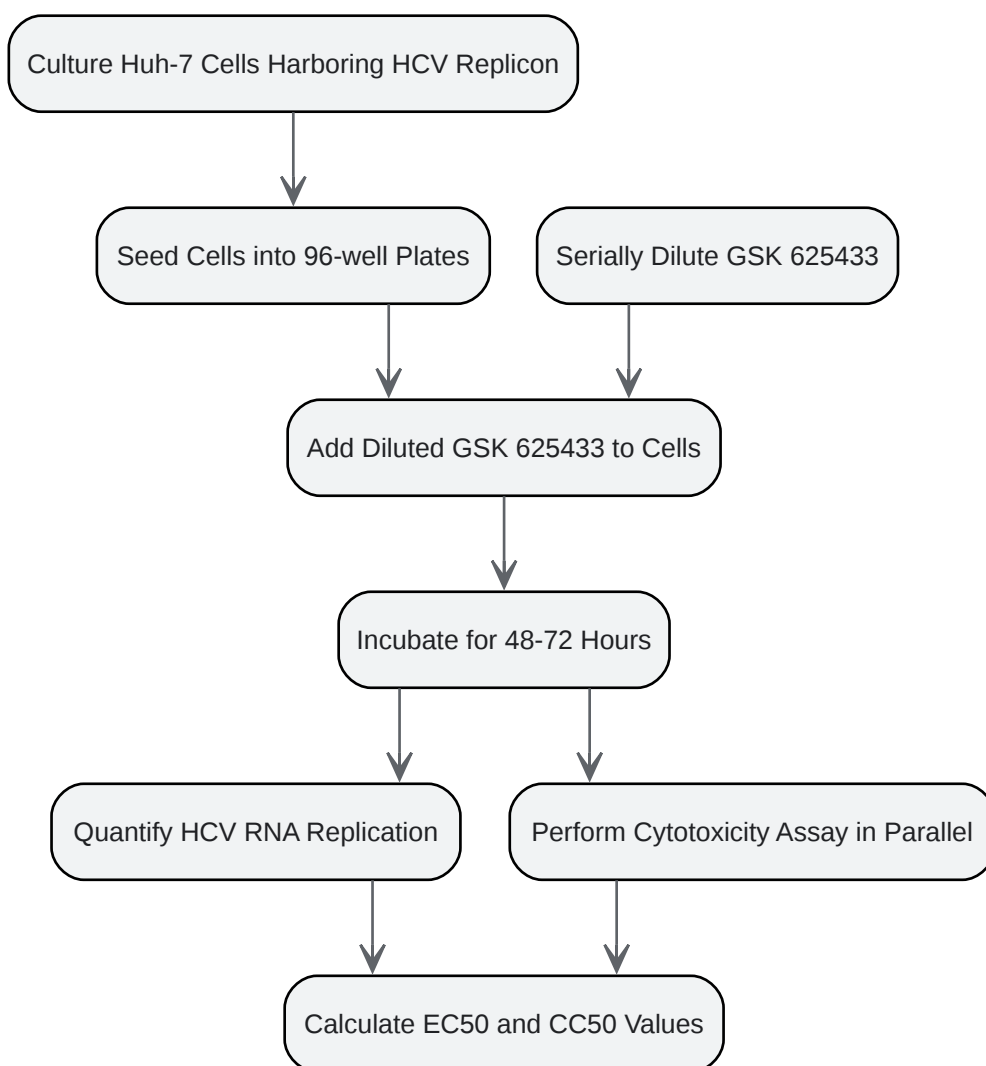 Culture Huh-7 Cells Harboring HCV Replicon
Seed Cells into 96-well Plates
Serially Dilute GSK 625433
Add Diluted GSK 625433 to Cells
Incubate for 48-72 Hours
Quantify HCV RNA Replication
Perform Cytotoxicity Assay in Parallel
Calculate EC50 and CC50 Values